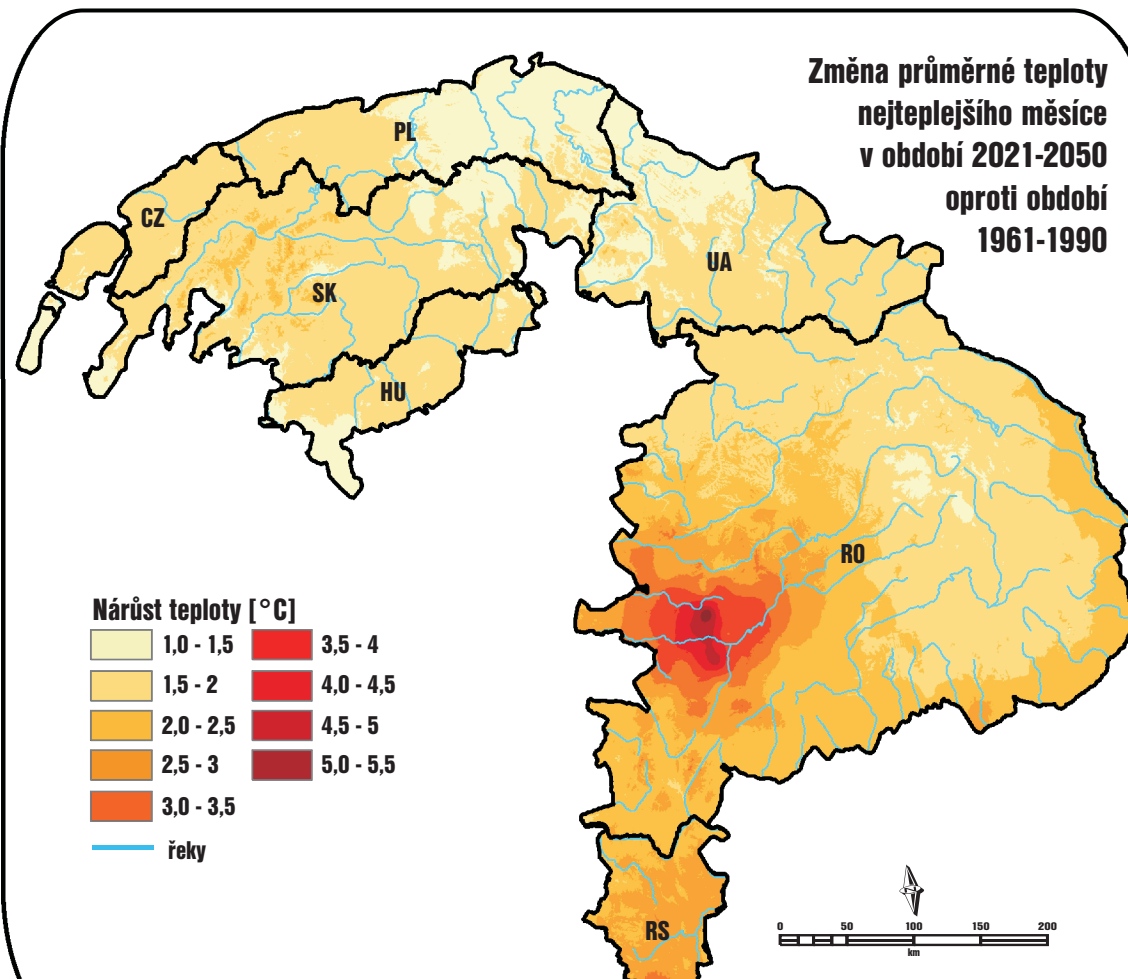 Změna průměrné teploty
nejteplejšího měsíce
v období 2021-2050
oproti období
1961-1990
PL
CZ
UA
SK
HU
RO
RS
Nárůst teploty [°C]
1,0 - 1,5
1,5 - 2
2,0 - 2,5
2,5 - 3
3,0 - 3,5
3,5 - 4
4,0 - 4,5
4,5 - 5
5,0 - 5,5
řeky
0 50 100 150 200
km